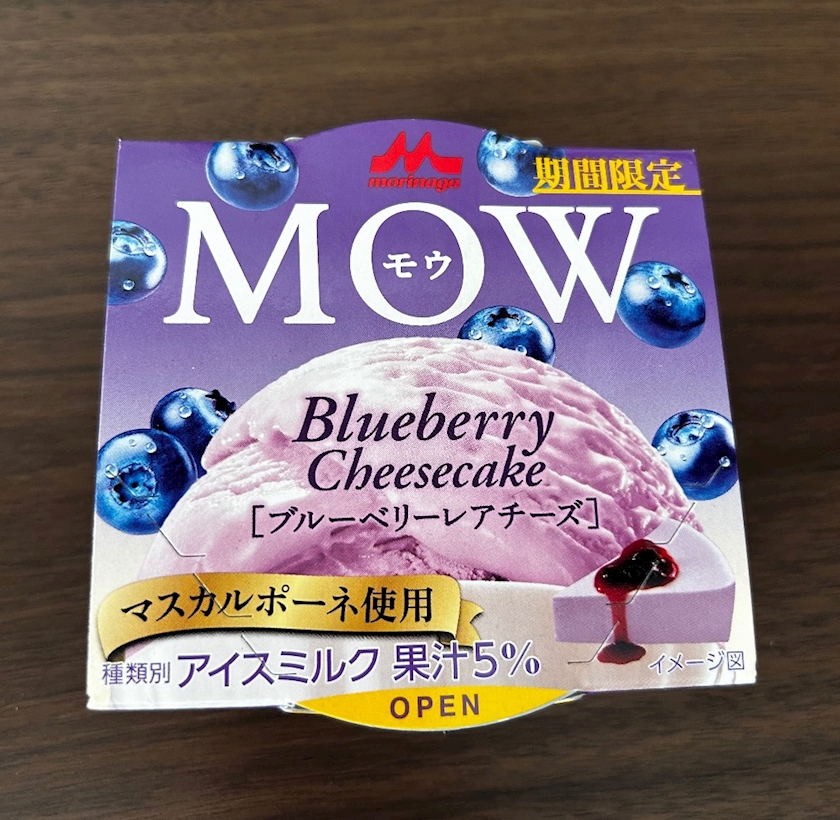 morinaga
期間限定
MOW
モウ
Blueberry
Cheesecake
[ブルーベリーレアチーズ]
マスカルポーネ使用
種類別 アイスミルク 果汁5%
イメージ図
OPEN